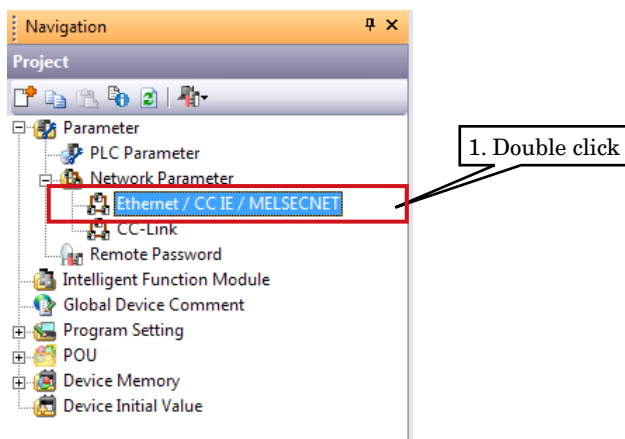 Navigation
Project
Parameter
PLC Parameter
Network Parameter
Ethernet / CC IE / MELSECNET
CC-Link
Remote Password
Intelligent Function Module
Global Device Comment
Program Setting
POU
Device Memory
Device Initial Value
1. Double click